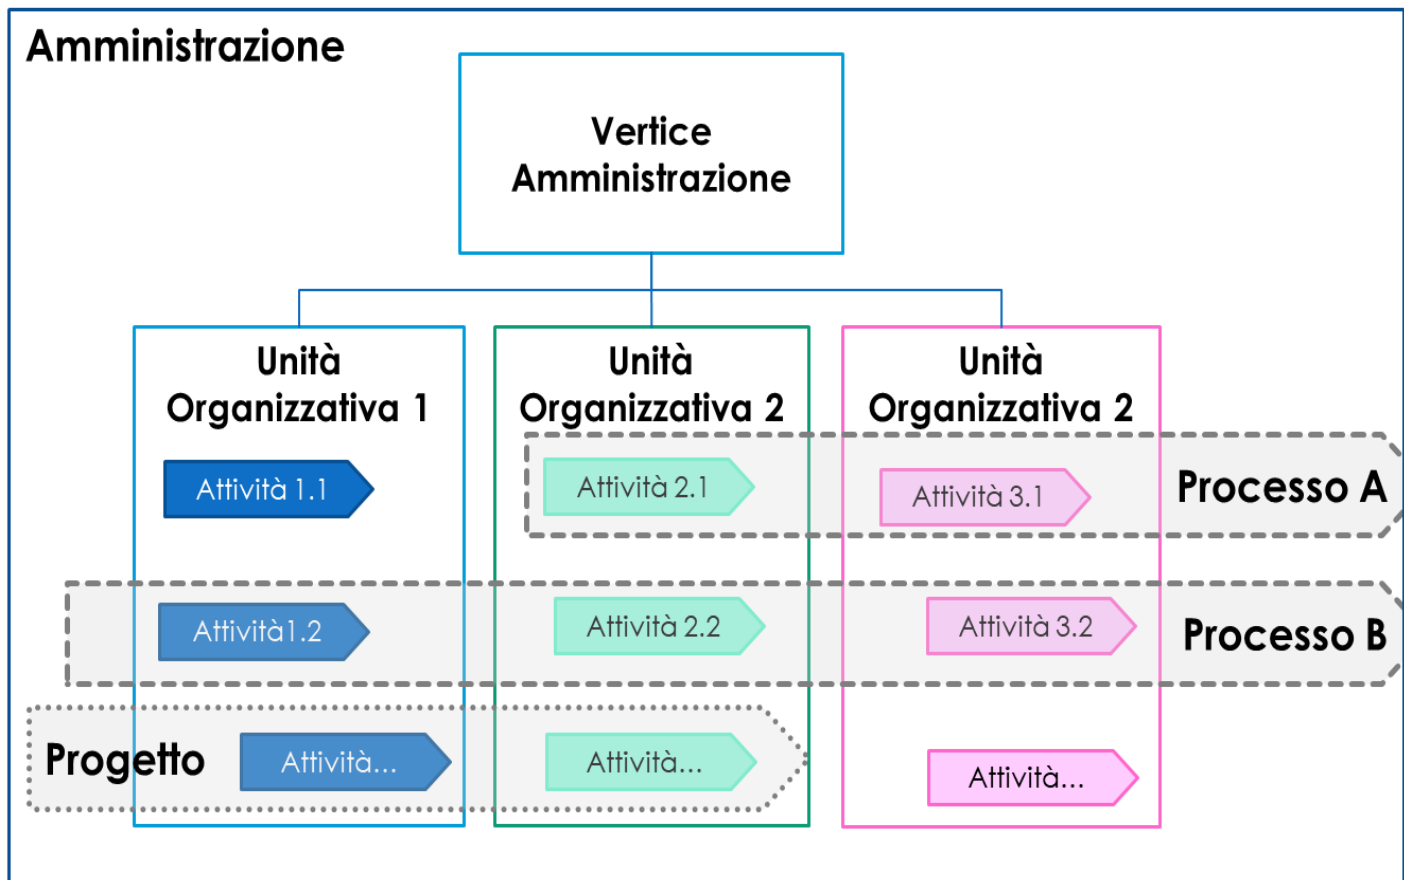 Amministrazione
Vertice
Amministrazione
Unità
Organizzativa 1
Unità
Organizzativa 2
Unità
Organizzativa 2
Attività 1.1
Attività 2.1
Attività 3.1
Processo A
Attività1.2
Attività 2.2
Attività 3.2
Processo B
Progetto
Attività...
Attività...
Attività...